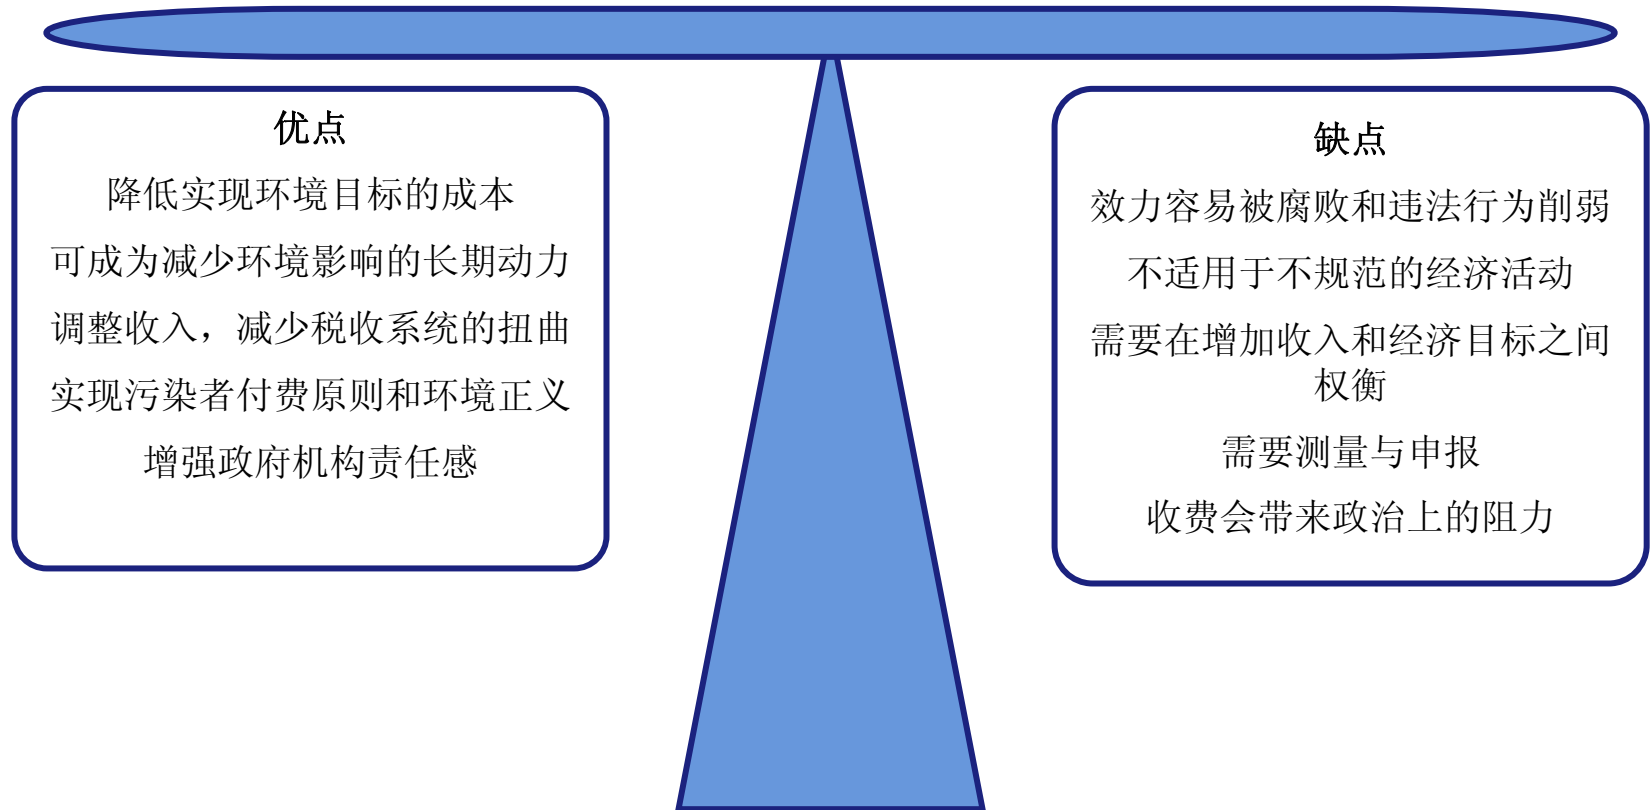 优点
降低实现环境目标的成本
可成为减少环境影响的长期动力
调整收入，减少税收系统的扭曲
实现污染者付费原则和环境正义
增强政府机构责任感
缺点
效力容易被腐败和违法行为削弱
不适用于不规范的经济活动
需要在增加收入和经济目标之间
权衡
需要测量与申报
收费会带来政治上的阻力